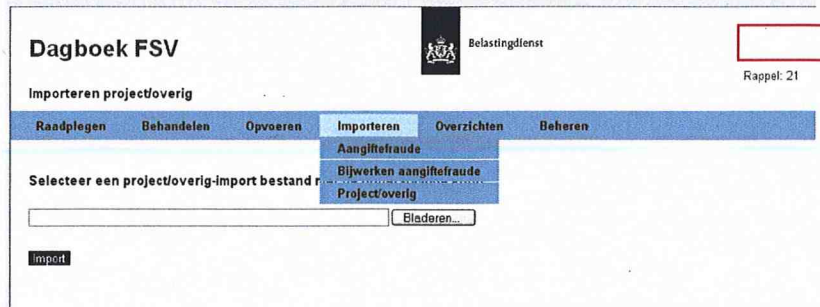 Dagboek FSV
Belastingdienst
Rappel: 21
Importeren project/overig
Raadplegen Behandelen Opvoeren Importeren Overzichten Beheren
Aangiftefraude
Bijwerken aangiftefraude
Project/overig
Selecteer een project/overig-import bestand
Bladeren...
Import